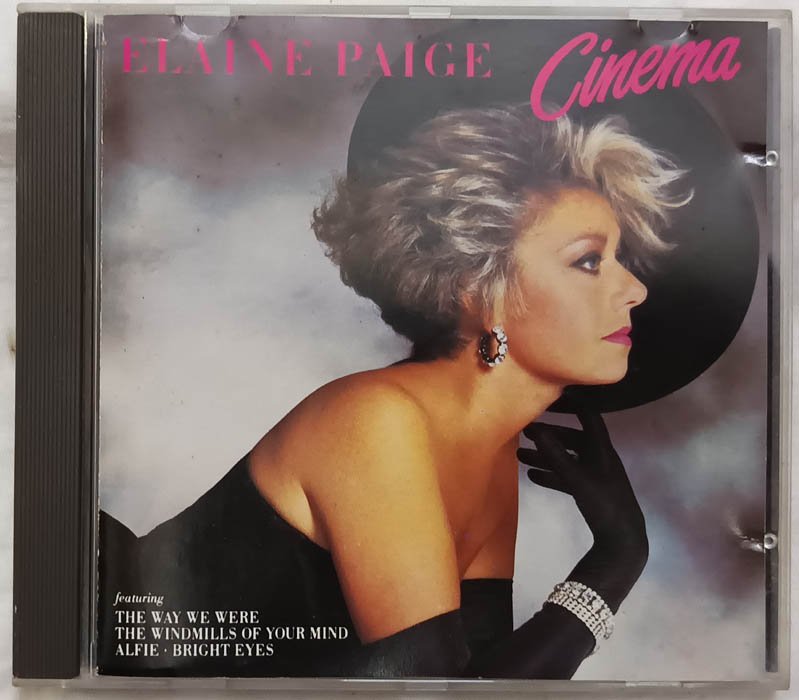 ELAINE PAIGE
Cinema
featuring
THE WAY WE WERE
THE WINDMILLS OF YOUR MIND
ALFIE · BRIGHT EYES